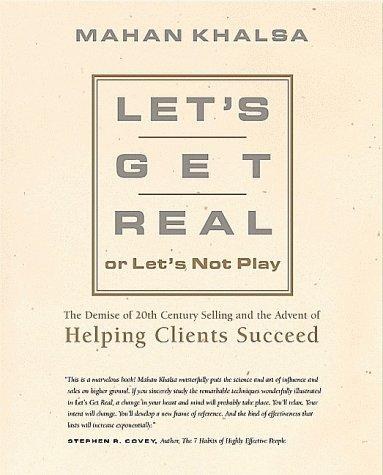 MAHAN KHALSA
LET'S
GET
REAL
or Let's Not Play
The Demise of 20th Century Selling and the Advent of
Helping Clients Succeed
"This is a marvelous book! Mahan Khalsa masterfully puts the science and art of influence and
sales on higher ground. If you sincerely study the remarkable techniques wonderfully illustrated
in Let's Get Real, a change in your heart and mind will probably take place. You'll relax. Your
intent will change. You'll develop a new frame of reference. And the kind of effectiveness that
lasts will increase exponentially."
STEPHEN R. COVEY, Author, The 7 Habits of Highly Effective People